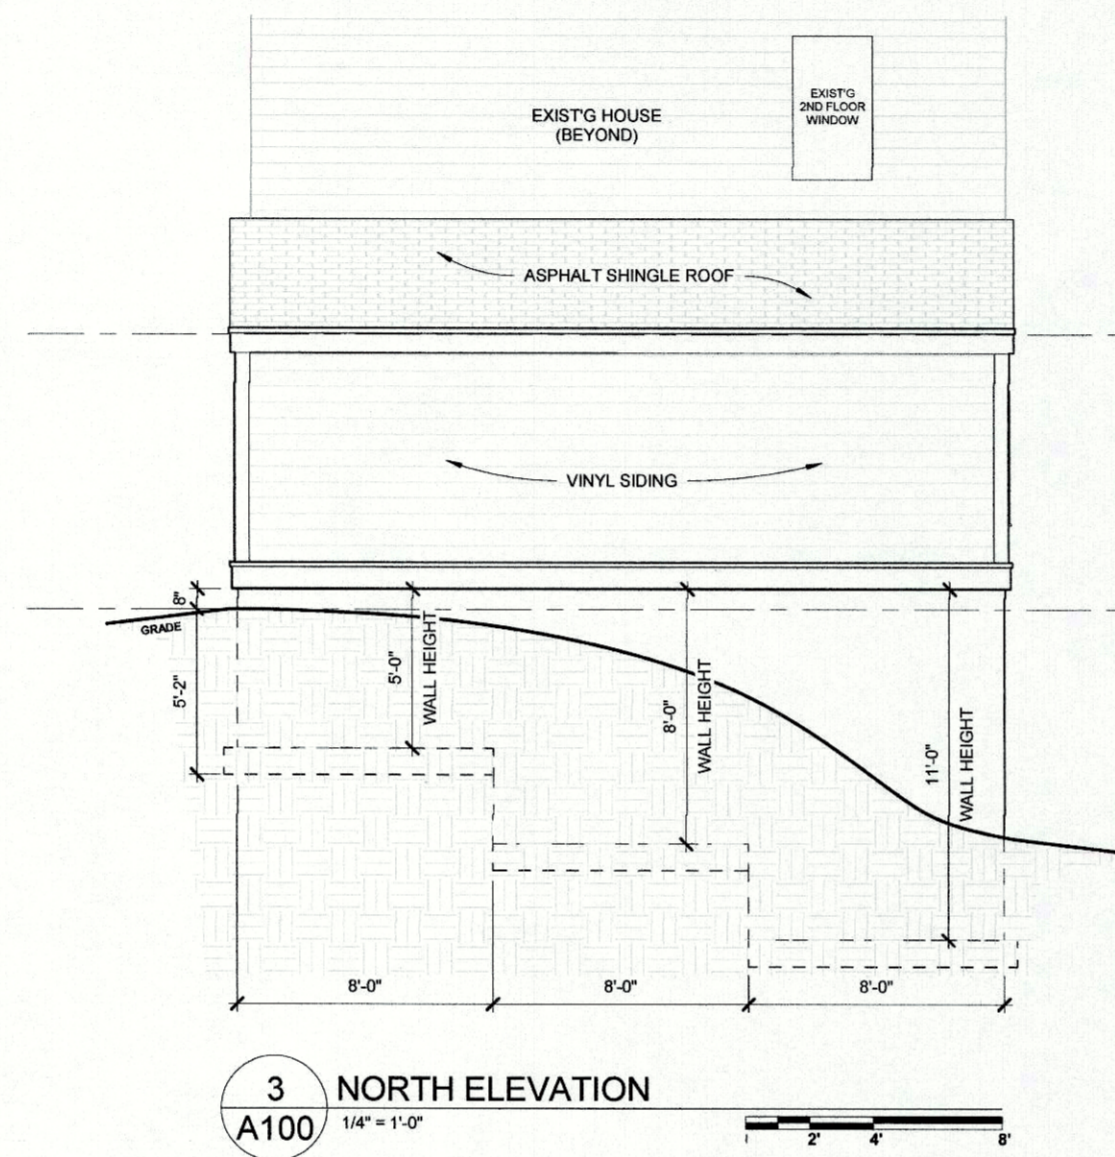 EXIST'G HOUSE
(BEYOND)
EXIST'G
2ND FLOOR
WINDOW
ASPHALT SHINGLE ROOF
VINYL SIDING
8"
GRADE
5'-2"
5'-0"
WALL HEIGHT
8'-0"
WALL HEIGHT
11'-0"
WALL HEIGHT
8'-0"
8'-0"
8'-0"
3
A100
NORTH ELEVATION
1/4" = 1'-0"
2'
4'
8'